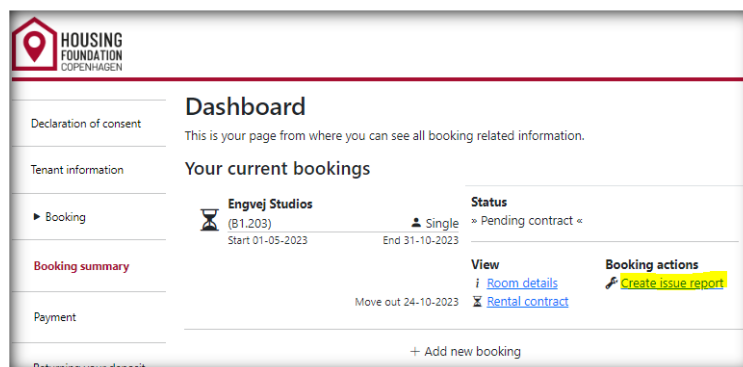 HOUSING
FOUNDATION
COPENHAGEN
Declaration of consent
Tenant information
Booking
Booking summary
Payment
Returning your deposit
Dashboard
This is your page from where you can see all booking related information.
Your current bookings
Engvej Studios
(B1.203) Single
Start 01-05-2023 End 31-10-2023
Move out 24-10-2023
Status
» Pending contract «
View
Room details
Rental contract
Booking actions
Create issue report
+ Add new booking